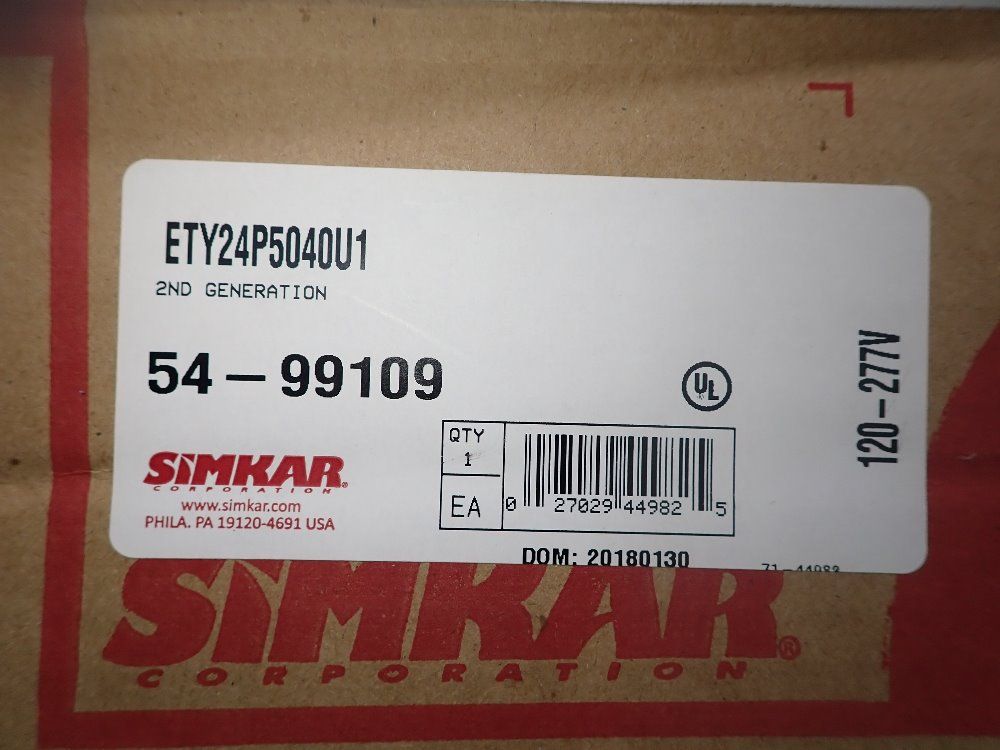 ETY24P5040U1
2ND GENERATION
54-99109
UL
120-277V
SIMKAR®
CORPORATION
www.simkar.com
PHILA. PA 19120-4691 USA
QTY
1
EA
0 27029 44982 5
DOM: 20180130
SIMKAR®
CORPORATION